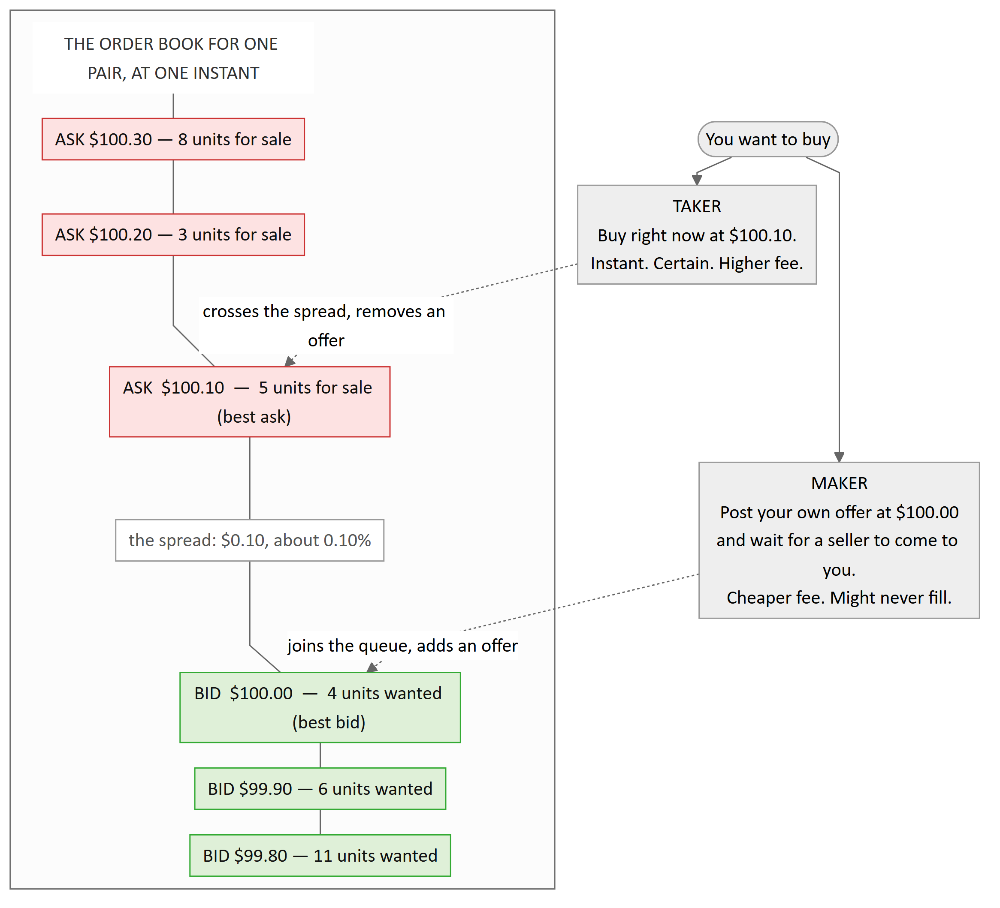 THE ORDER BOOK FOR ONE
PAIR, AT ONE INSTANT
ASK $100.30 — 8 units for sale
ASK $100.20 — 3 units for sale
crosses the spread, removes an
offer
ASK $100.10 — 5 units for sale
(best ask)
the spread: $0.10, about 0.10%
joins the queue, adds an offer
BID $100.00 — 4 units wanted
(best bid)
BID $99.90 — 6 units wanted
BID $99.80 — 11 units wanted
You want to buy
TAKER
Buy right now at $100.10.
Instant. Certain. Higher fee.
MAKER
Post your own offer at $100.00
and wait for a seller to come to
you.
Cheaper fee. Might never fill.